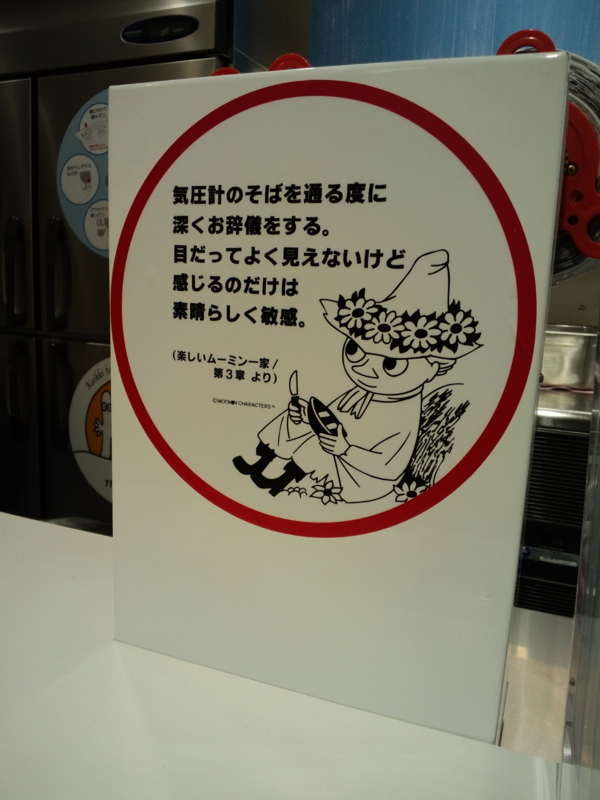 気圧計のそばを通る度に
深くお辞儀をする。
目だってよく見えないけど
感じるのだけは
素晴らしく敏感。
(楽しいムーミン一家/
第3章 より)
©MOOMIN CHARACTERS™